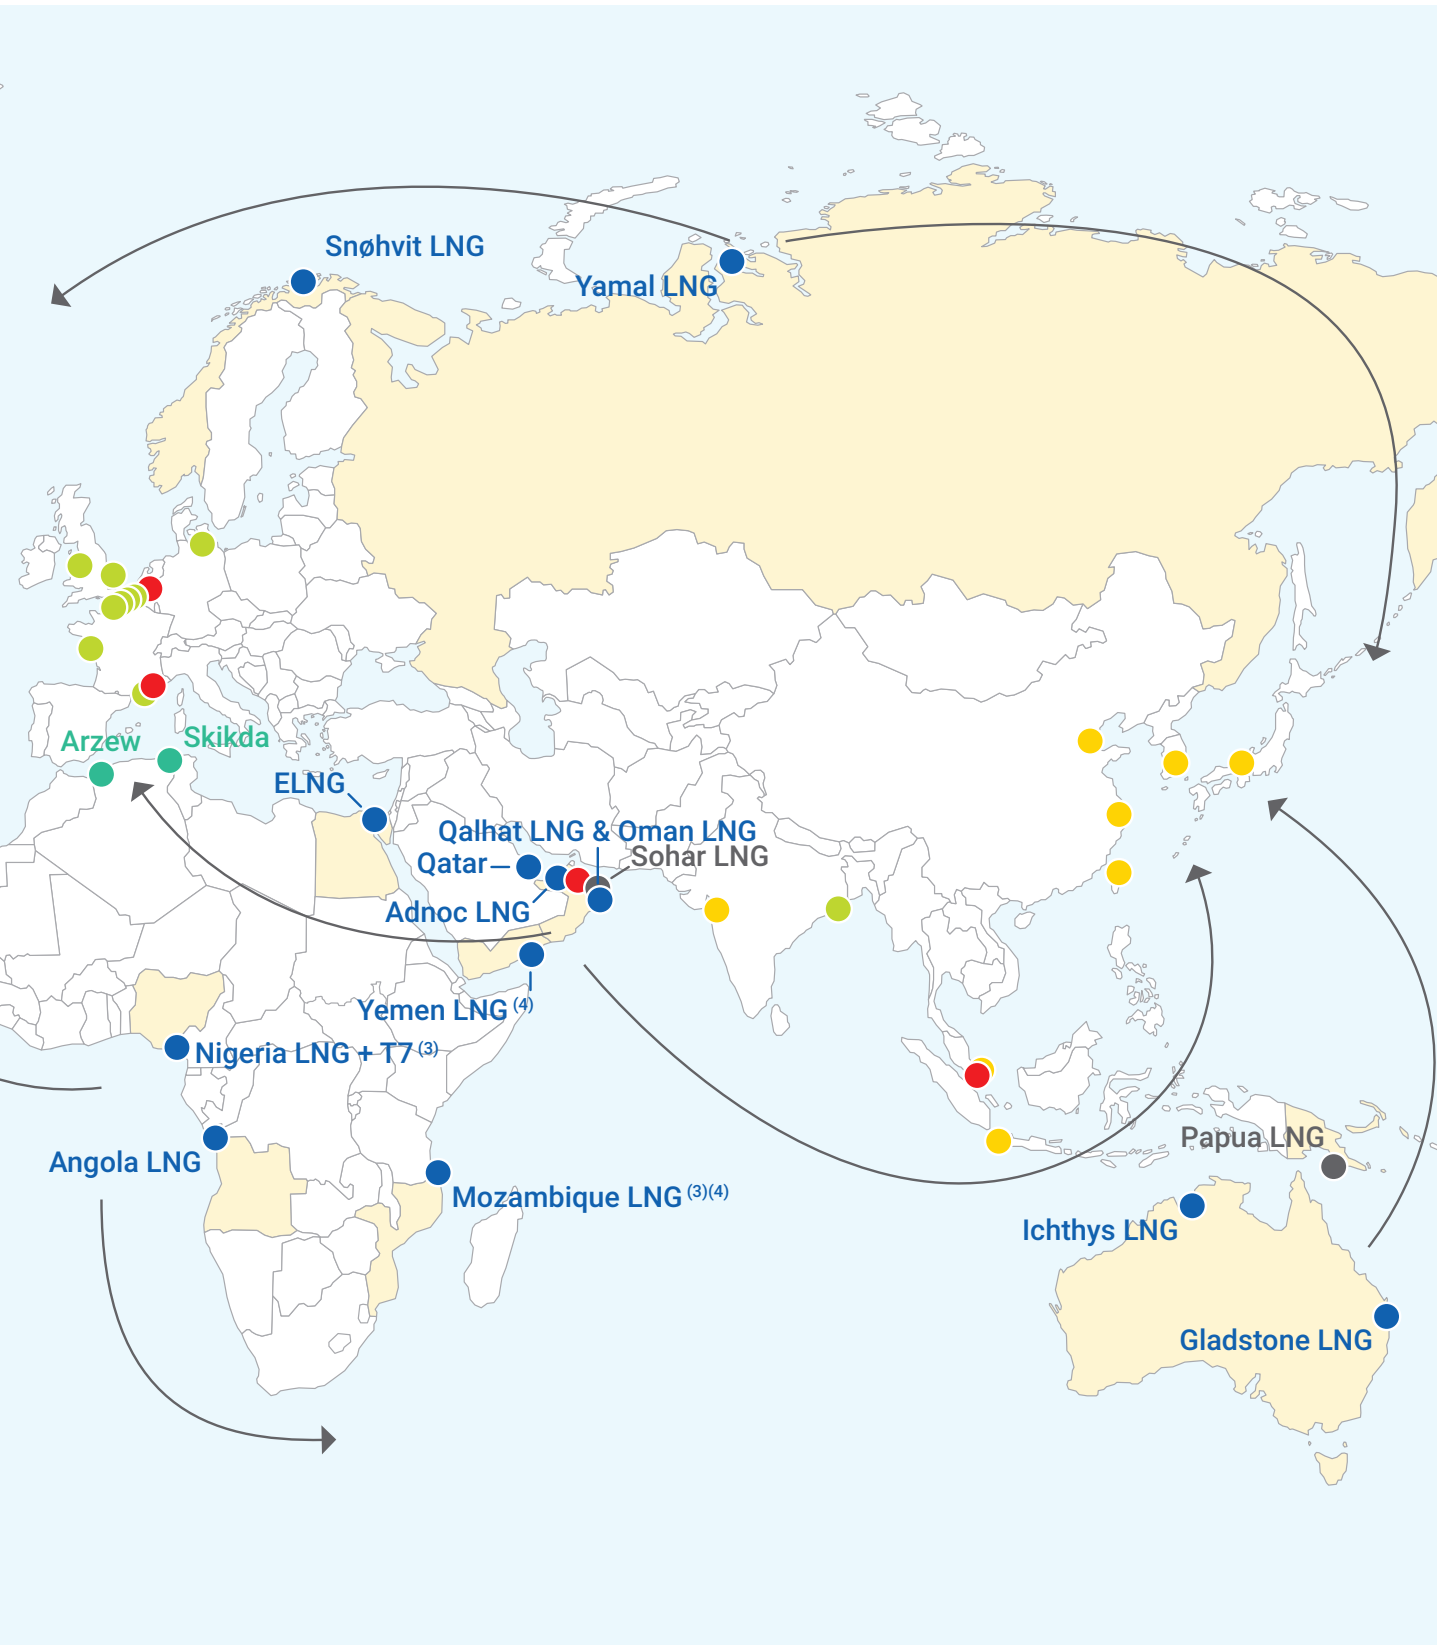 Snøhvit LNG
Yamal LNG
Arzew
Skikda
ELNG
Qalhat LNG & Oman LNG
Sohar LNG
Qatar
Adnoc LNG
Yemen LNG (4)
Nigeria LNG + T7 (3)
Angola LNG
Papua LNG
Mozambique LNG (3)(4)
Ichthys LNG
Gladstone LNG